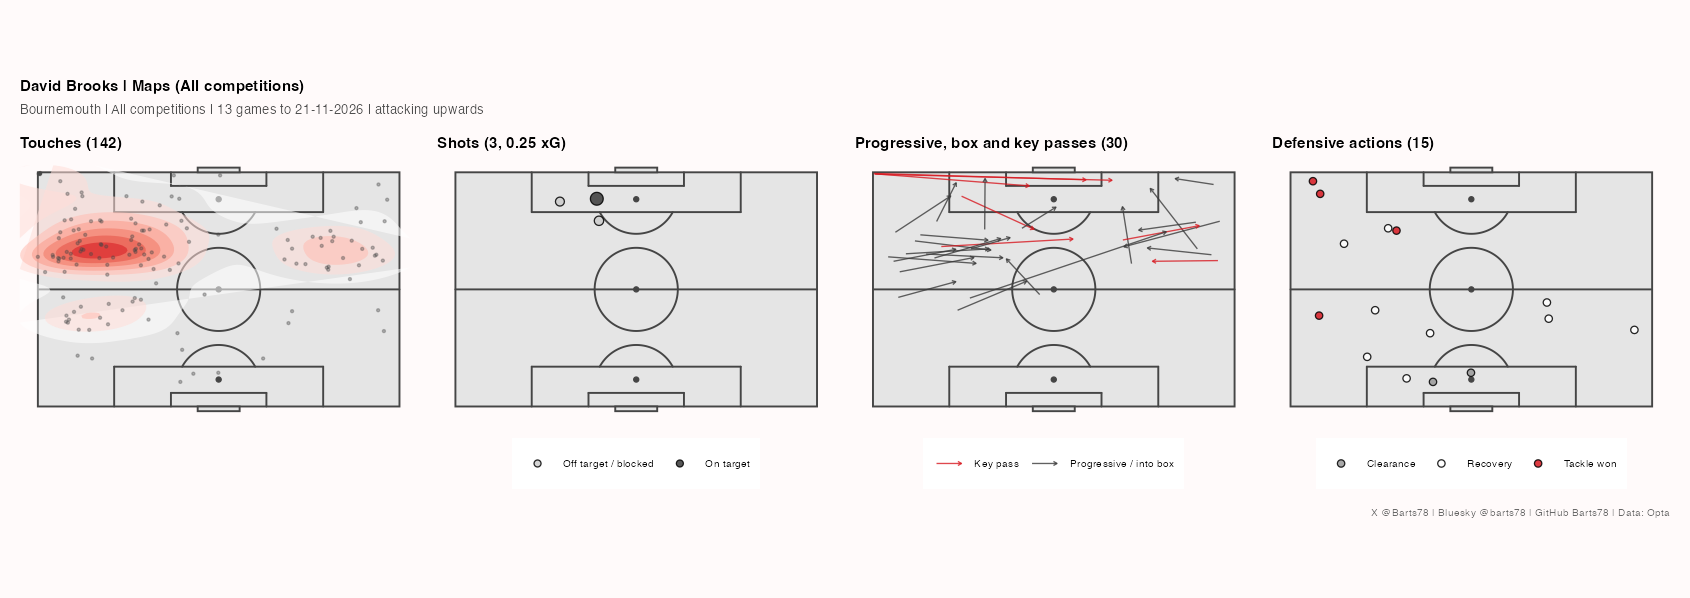 David Brooks | Maps (All competitions)
Bournemouth | All competitions | 13 games to 21-11-2026 | attacking upwards
Touches (142)
Shots (3, 0.25 xG)
Progressive, box and key passes (30)
Defensive actions (15)
Off target / blocked
On target
Key pass
Progressive / into box
Clearance
Recovery
Tackle won
X @Barts78 | Bluesky @barts78 | GitHub Barts78 | Data: Opta